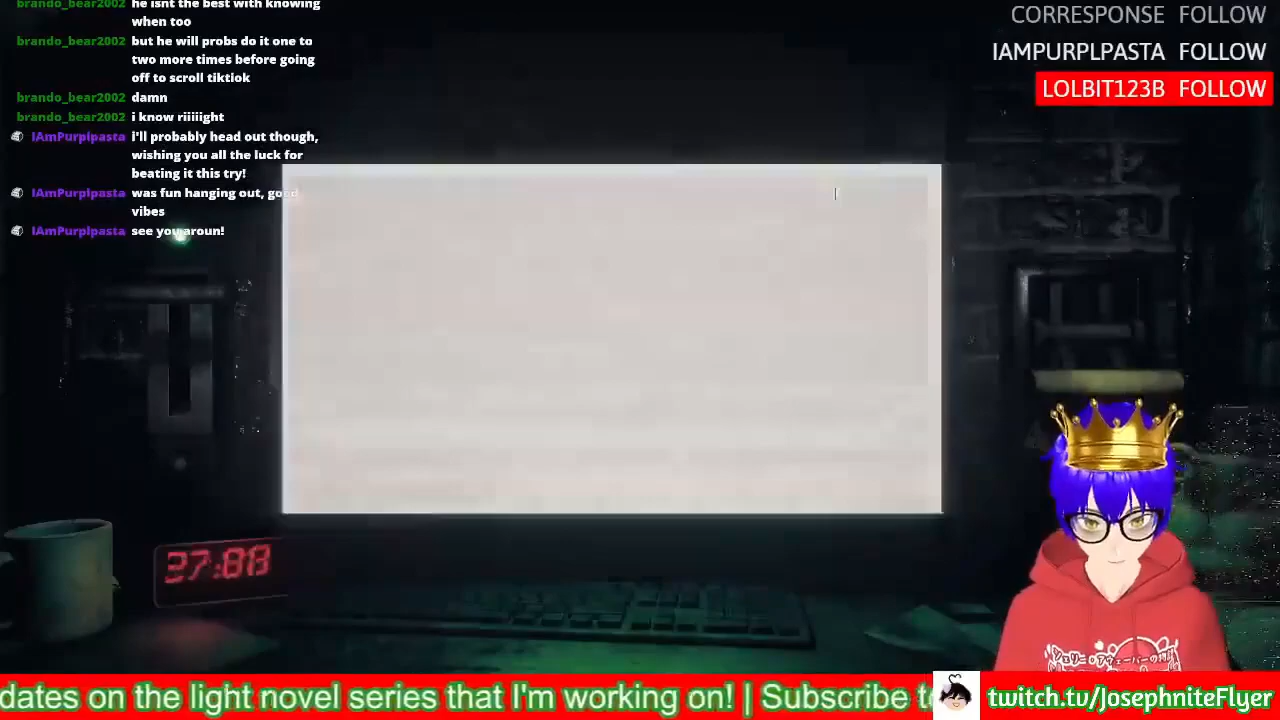 brando_bear2002 he isnt the best with knowing
when too
brando_bear2002 but he will probs do it one to
two more times before going
off to scroll tiktiok
brando_bear2002 damn
brando_bear2002 i know riiiiight
IAmPurplpasta i'll probably head out though,
wishing you all the luck for
beating it this try!
IAmPurplpasta was fun hanging out, good
vibes
IAmPurplpasta see you aroun!
CORRESPONSE FOLLOW
IAMPURPLPASTA FOLLOW
LOLBIT123B FOLLOW
dates on the light novel series that I'm working on! | Subscribe to
twitch.tv/JosephniteFlyer